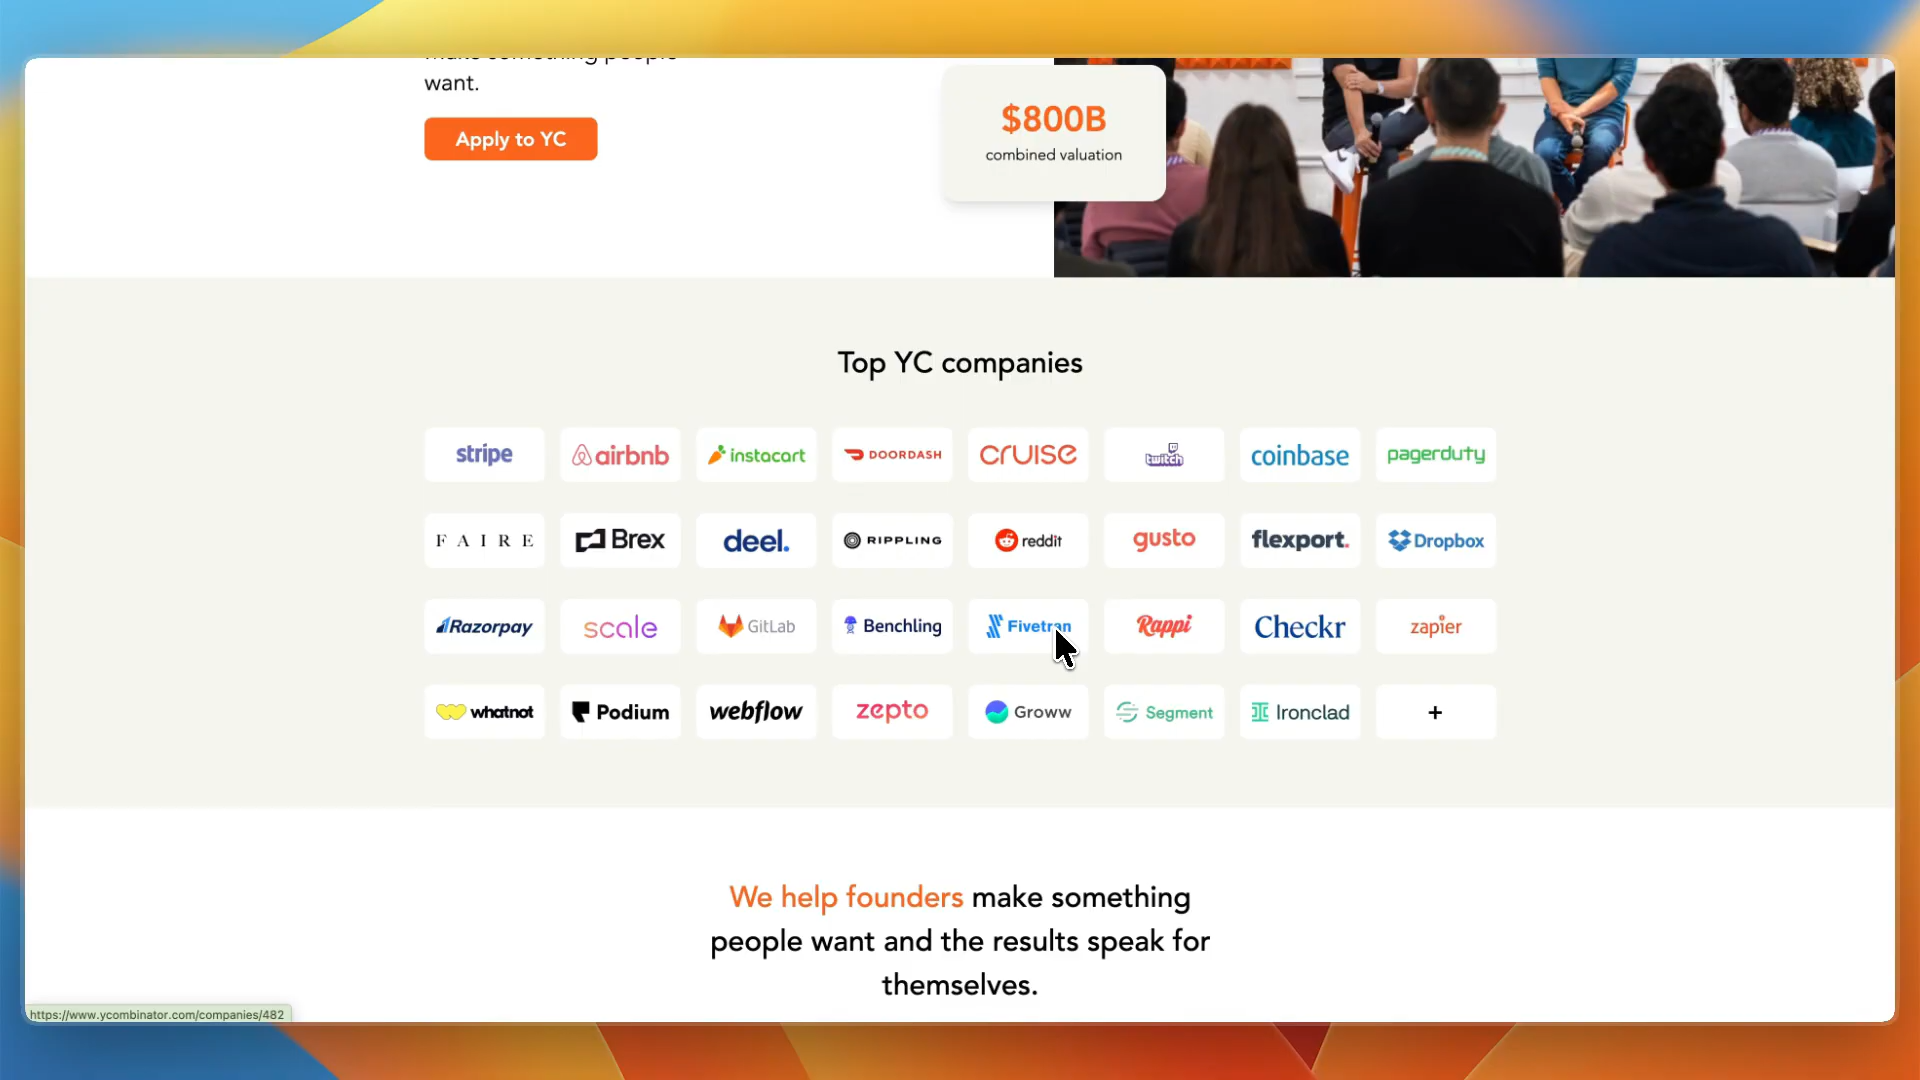 make something people
want.
Apply to YC
$800B
combined valuation
Top YC companies
stripe
airbnb
instacart
DOORDASH
CRUISE
twitch
coinbase
pagerduty
FAIRE
Brex
deel.
RIPPLING
reddit
gusto
flexport.
Dropbox
Razorpay
scale
GitLab
Benchling
Fivetran
Rappi
Checkr
zapier
whatnot
Podium
webflow
zepto
Groww
Segment
Ironclad
+
We help founders make something
people want and the results speak for
themselves.
https://www.ycombinator.com/companies/482